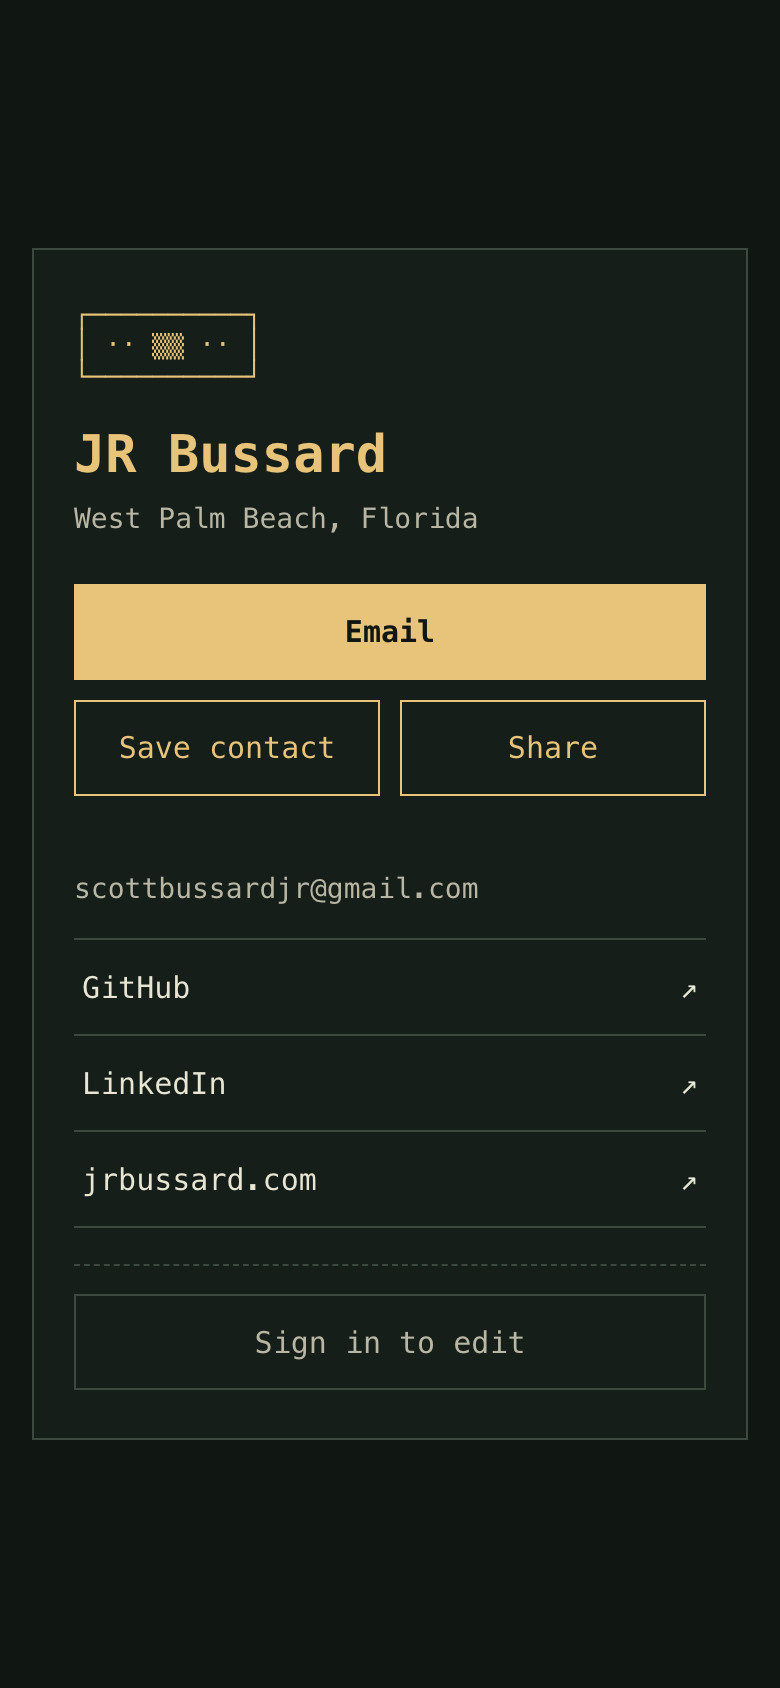 ·· ▒▒ ··
JR Bussard
West Palm Beach, Florida
Email
Save contact
Share
scottbussardjr@gmail.com
GitHub ↗
LinkedIn ↗
jrbussard.com ↗
Sign in to edit